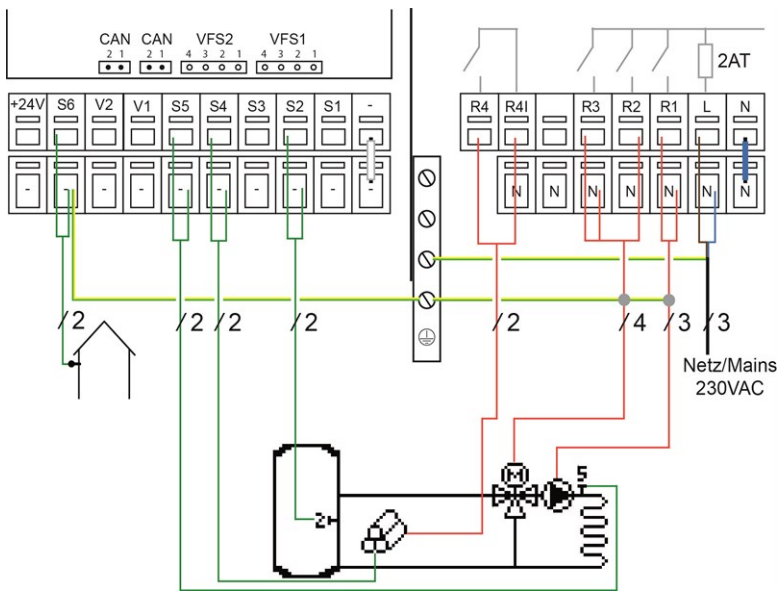 CAN CAN VFS2 VFS1
2 1 2 1 4 3 2 1 4 3 2 1
2AT
+24V S6 V2 V1 S5 S4 S3 S2 S1 -
R4 R4I R3 R2 R1 L N
- - - - - - - - - -
N N N N N N N
/2 /2 /2 /2 /2 /4 /3 /3
Netz/Mains
230VAC
M
5
2